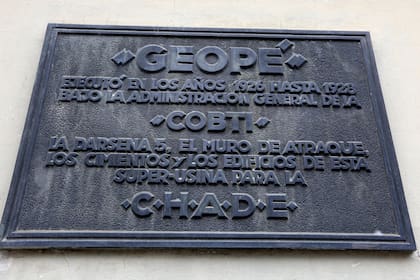 ·GEOPÉ·
EJECUTÓ EN LOS AÑOS, 1926 HASTA 1928
BAJO LA ADMINISTRACIÓN GENERAL DE LA
·COBTI·
LA DARSENA 5, EL MURO DE ATRAQUE,
LOS CIMIENTOS Y LOS EDIFICIOS DE ESTA
SUPER-USINA PARA LA
·C·H·A·D·E·